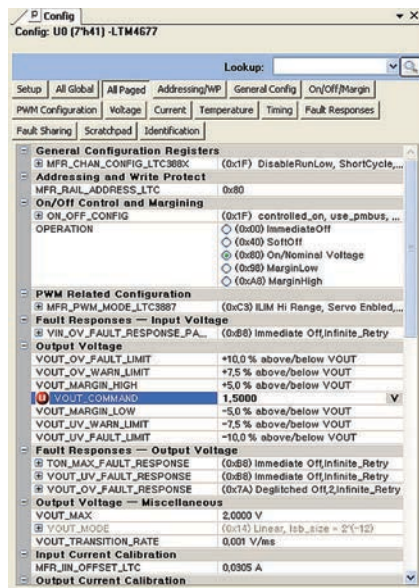 P Config
Config: U0 (7'h41) -LTM4677
Lookup:
Setup All Global All Paged Addressing/WP General Config On/Off/Margin
PWM Configuration Voltage Current Temperature Timing Fault Responses
Fault Sharing Scratchpad Identification
General Configuration Registers
MFR_CHAN_CONFIG_LTC388X (0x1F) DisableRunLow, ShortCycle,...
Addressing and Write Protect
MFR_RAIL_ADDRESS_LTC 0x80
On/Off Control and Margining
ON_OFF_CONFIG (0x1F) controlled_on, use_pmbus,...
OPERATION (0x00) ImmediateOff
(0x40) SoftOff
(0x80) On/Nominal Voltage
(0x98) MarginLow
(0xA8) MarginHigh
PWM Related Configuration
MFR_PWM_MODE_LTC3887 (0xC3) ILIM Hi Range, Servo Enbled,...
Fault Responses — Input Voltage
VIN_OV_FAULT_RESPONSE_PA... (0xB8) Immediate Off,Infinite_Retry
Output Voltage
VOUT_OV_FAULT_LIMIT +10,0 % above/below VOUT
VOUT_OV_WARN_LIMIT +7,5 % above/below VOUT
VOUT_MARGIN_HIGH +5,0 % above/below VOUT
U VOUT_COMMAND 1,5000 V
VOUT_MARGIN_LOW -5,0 % above/below VOUT
VOUT_UV_WARN_LIMIT -7,5 % above/below VOUT
VOUT_UV_FAULT_LIMIT -10,0 % above/below VOUT
Fault Responses — Output Voltage
TON_MAX_FAULT_RESPONSE (0xB8) Immediate Off,Infinite_Retry
VOUT_UV_FAULT_RESPONSE (0xB8) Immediate Off,Infinite_Retry
VOUT_OV_FAULT_RESPONSE (0x7A) Deglitched Off,2,Infinite_Retry
Output Voltage — Miscellaneous
VOUT_MAX 2,0000 V
VOUT_MODE (0x14) Linear, lsb_size = 2^(-12)
VOUT_TRANSITION_RATE 0,001 V/ms
Input Current Calibration
MFR_IIN_OFFSET_LTC 0,0305 A
Output Current Calibration